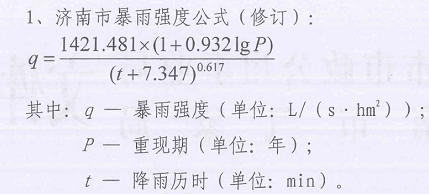 1、济南市暴雨强度公式（修订）：
q = 1421.481×(1+0.932lgP) / (t+7.347)^0.617
其中：q — 暴雨强度（单位：L/（s·hm²））；
P — 重现期（单位：年）；
t — 降雨历时（单位：min）。